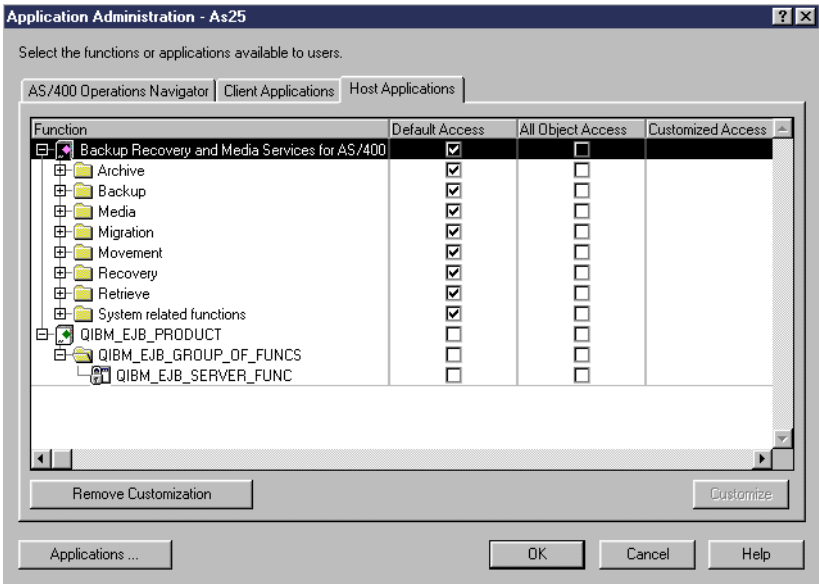 Application Administration - As25
Select the functions or applications available to users.
AS/400 Operations Navigator Client Applications Host Applications
Function Default Access All Object Access Customized Access
Backup Recovery and Media Services for AS/400
Archive
Backup
Media
Migration
Movement
Recovery
Retrieve
System related functions
QIBM_EJB_PRODUCT
QIBM_EJB_GROUP_OF_FUNCS
QIBM_EJB_SERVER_FUNC
Remove Customization Customize
Applications ... OK Cancel Help